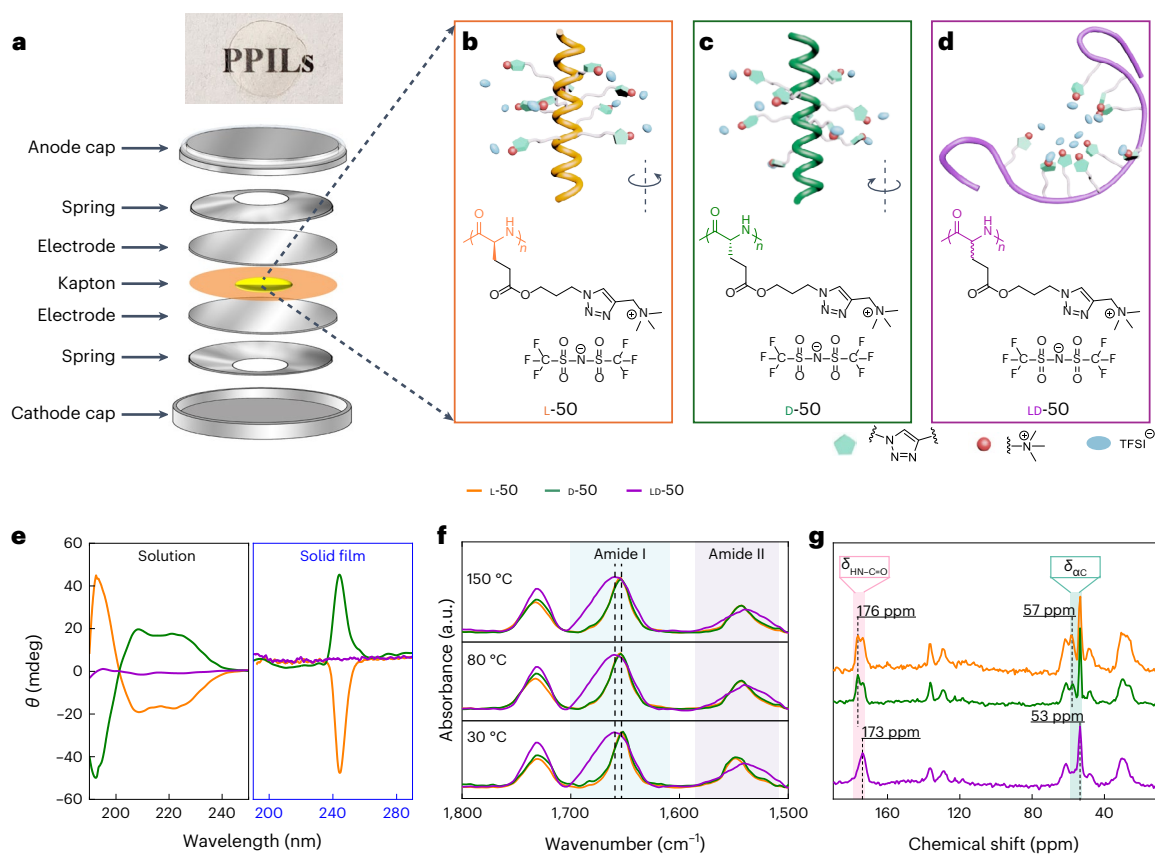 a
PPILs
Anode cap
Spring
Electrode
Kapton
Electrode
Spring
Cathode cap
b
O
H
N
n
O
O
N
N=N
N
⊕
F O O F
F C S N S C F
⊖
F O O F
L-50
c
O
H
N
n
O
O
N
N=N
N
⊕
F O O F
F C S N S C F
⊖
F O O F
D-50
d
O
H
N
n
O
O
N
N=N
N
⊕
F O O F
F C S N S C F
⊖
F O O F
LD-50
N
N=N
⊕
N
TFSI⊖
L-50 D-50 LD-50
e
Solution
Solid film
θ (mdeg)
60
40
20
0
−20
−40
−60
190 200 220 240
200 220 240 260 280
Wavelength (nm)
f
Amide I
Amide II
150 °C
80 °C
30 °C
Absorbance (a.u.)
1,800 1,700 1,600 1,500
Wavenumber (cm−1)
g
δHN–C=O
δαC
176 ppm
57 ppm
173 ppm
53 ppm
160 120 80 40
Chemical shift (ppm)